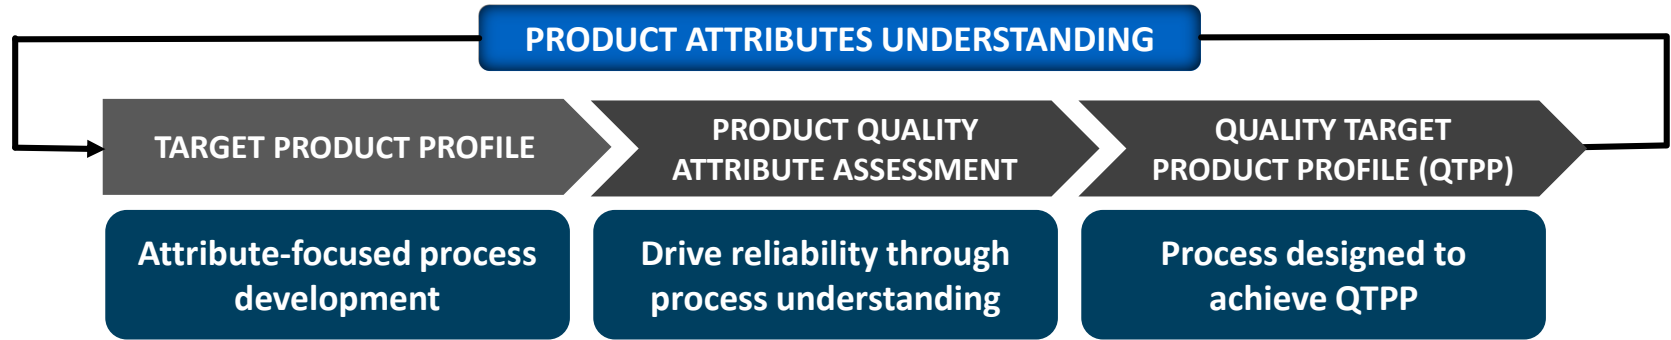 PRODUCT ATTRIBUTES UNDERSTANDING
TARGET PRODUCT PROFILE
PRODUCT QUALITY
ATTRIBUTE ASSESSMENT
QUALITY TARGET
PRODUCT PROFILE (QTPP)
Attribute-focused process
development
Drive reliability through
process understanding
Process designed to
achieve QTPP